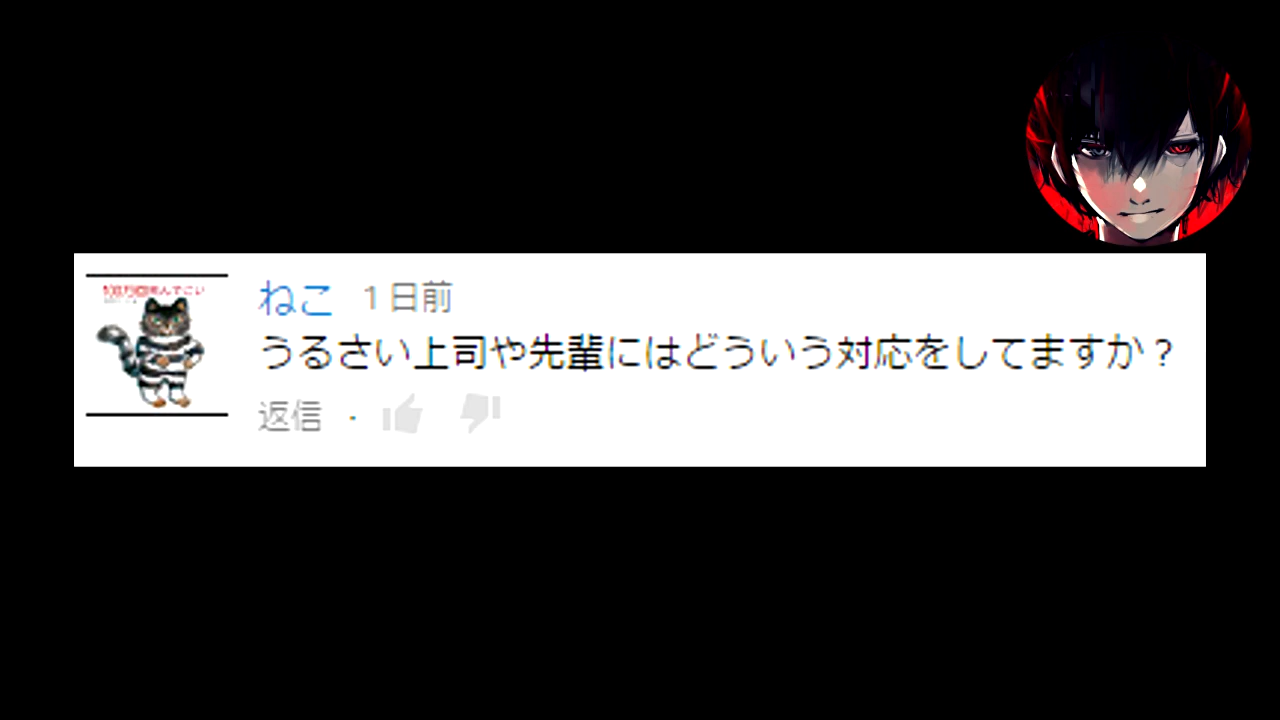 ねこ 1 日前
うるさい上司や先輩にはどういう対応をしてますか？
返信 ·